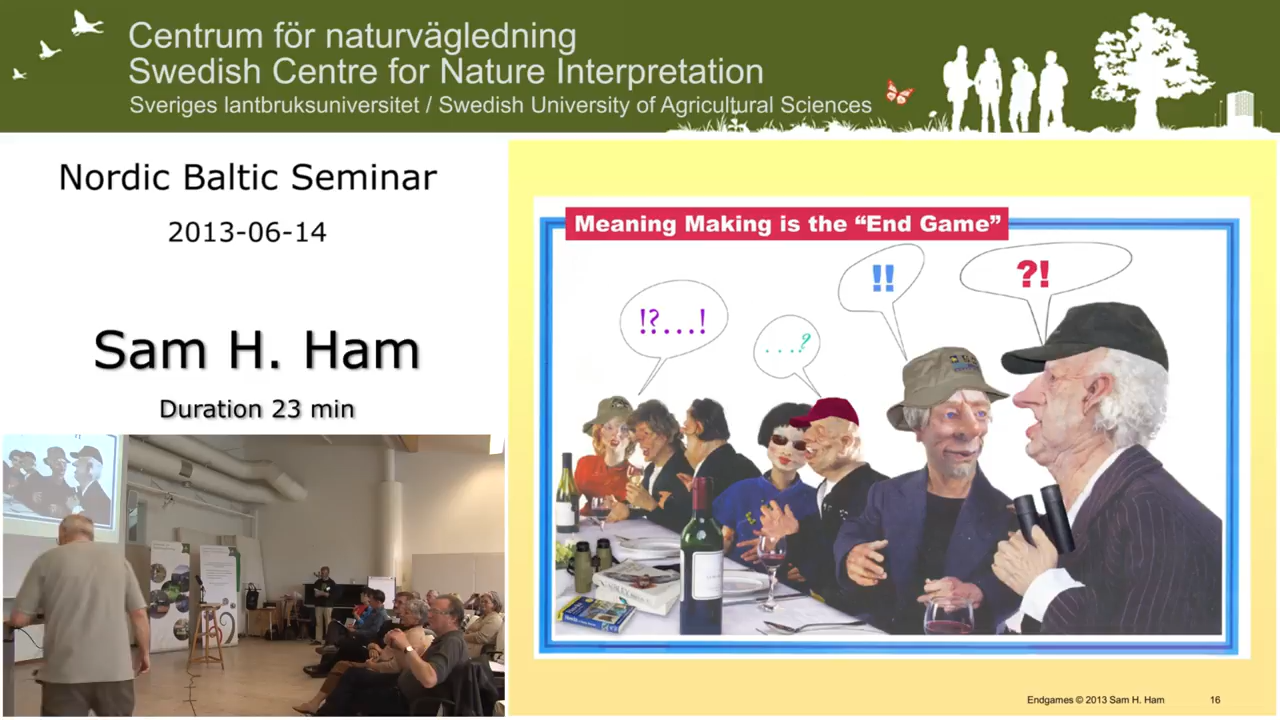 Centrum för naturvägledning
Swedish Centre for Nature Interpretation
Sveriges lantbruksuniversitet / Swedish University of Agricultural Sciences
Nordic Baltic Seminar
2013-06-14
Sam H. Ham
Duration 23 min
Meaning Making is the “End Game”
!?...!
. . .?
!!
?!
Endgames © 2013 Sam H. Ham
16